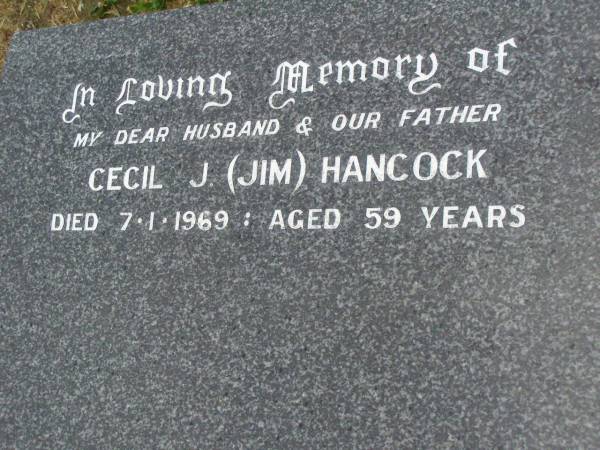 In Loving Memory of
MY DEAR HUSBAND & OUR FATHER
CECIL J. (JIM) HANCOCK
DIED 7·1·1969 : AGED 59 YEARS